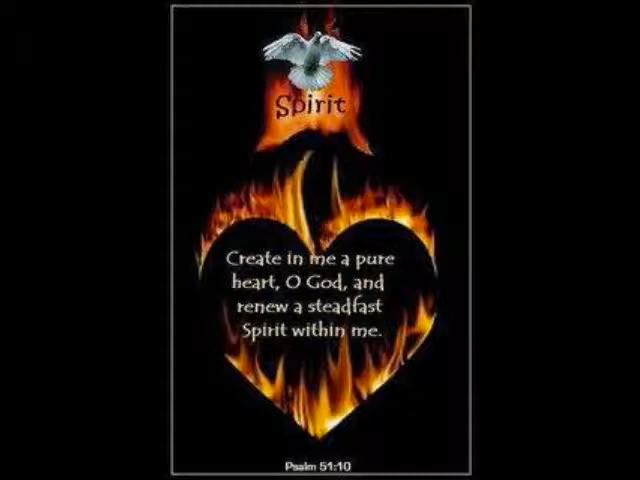 Spirit
Create in me a pure
heart, O God, and
renew a steadfast
Spirit within me.
Psalm 51:10